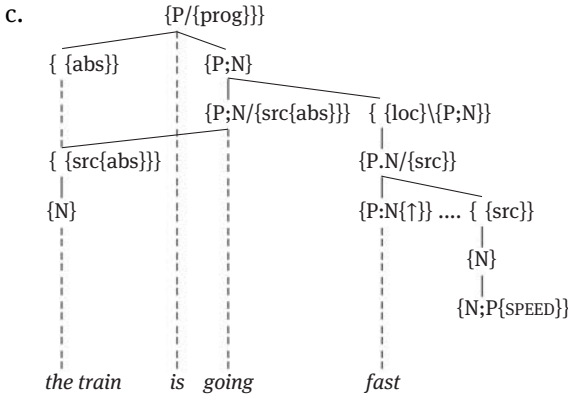 c. {P/{prog}}}
{ {abs}} {P;N}
{P;N/{src{abs}}} { {loc}\{P;N}}
{ {src{abs}}} {P.N/{src}}
{N} {P:N{↑}} .... { {src}}
{N}
{N;P{SPEED}}
the train is going fast